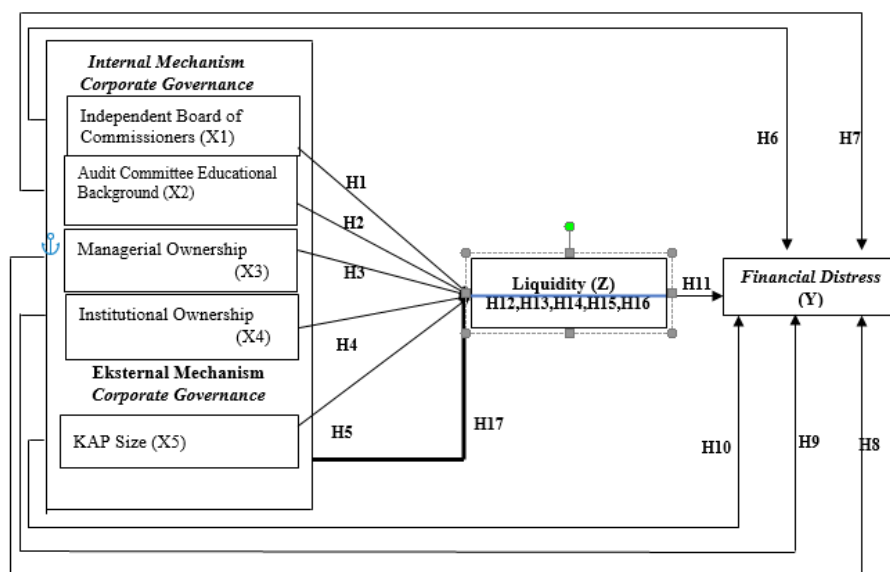 Internal Mechanism
Corporate Governance
Independent Board of
Commissioners (X1)
Audit Committee Educational
Background (X2)
Managerial Ownership
(X3)
Institutional Ownership
(X4)
Eksternal Mechanism
Corporate Governance
KAP Size (X5)
H1
H2
H3
H4
H5
H17
Liquidity (Z)
H12,H13,H14,H15,H16
H11
H6
H7
Financial Distress
(Y)
H10
H9
H8